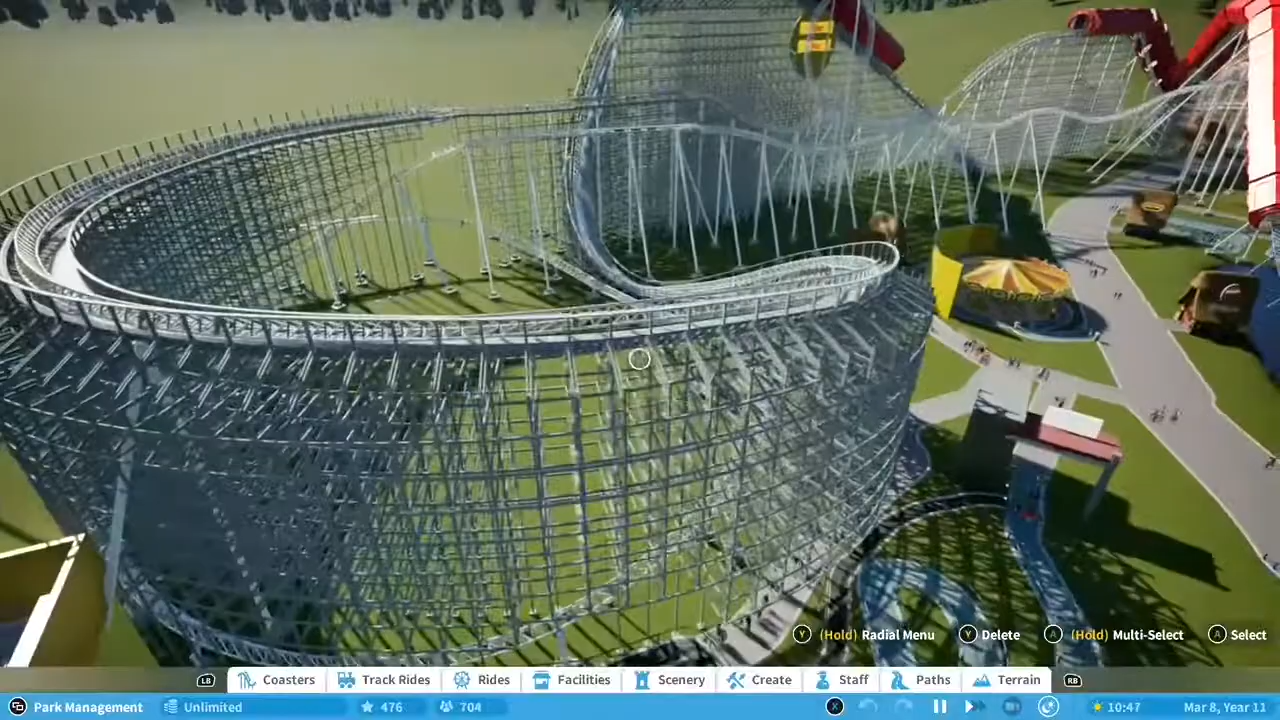 Y (Hold) Radial Menu Y Delete A (Hold) Multi-Select A Select
LB Coasters Track Rides Rides Facilities Scenery Create Staff Paths Terrain RB
Park Management Unlimited 476 704 X 10:47 Mar 8, Year 11